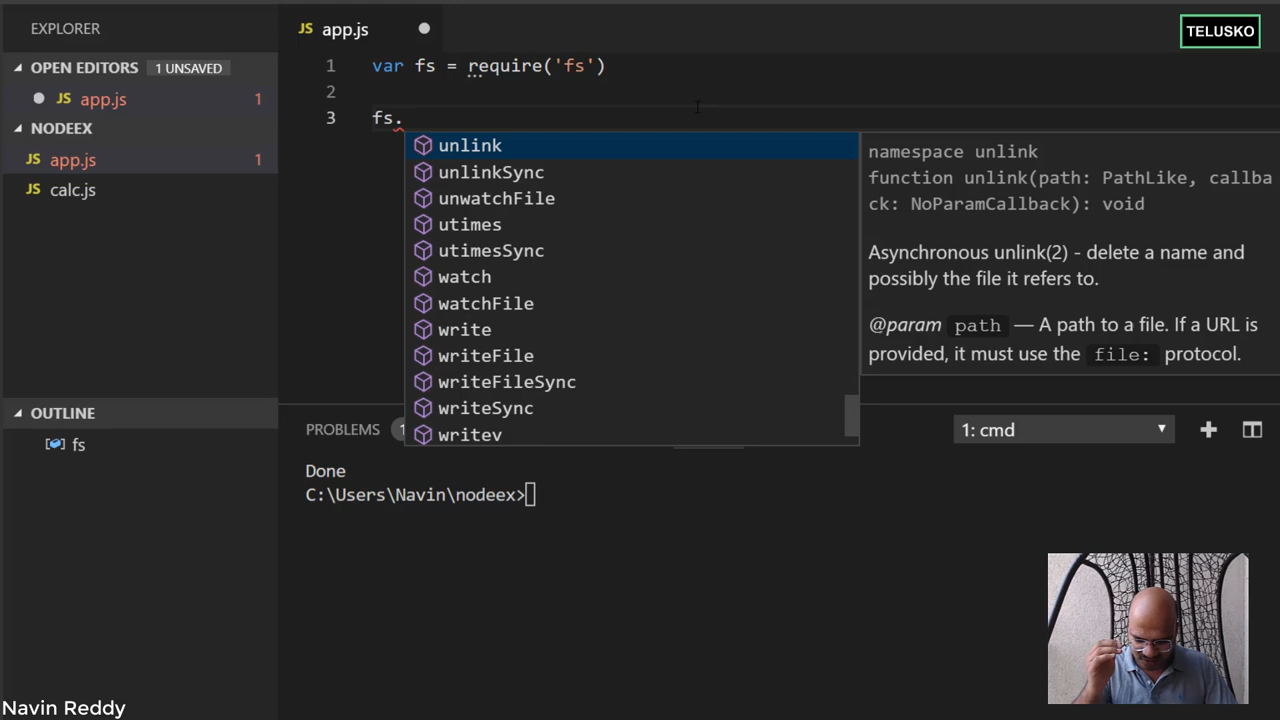 EXPLORER
OPEN EDITORS 1 UNSAVED
JS app.js 1
NODEEX
JS app.js 1
JS calc.js
OUTLINE
fs
JS app.js
TELUSKO
1 var fs = require('fs')
2
3 fs.
unlink
unlinkSync
unwatchFile
utimes
utimesSync
watch
watchFile
write
writeFile
writeFileSync
writeSync
writev
namespace unlink
function unlink(path: PathLike, callba
ck: NoParamCallback): void
Asynchronous unlink(2) - delete a name and
possibly the file it refers to.
@param path — A path to a file. If a URL is
provided, it must use the file: protocol.
PROBLEMS 1
1: cmd
Done
C:\Users\Navin\nodeex>
Navin Reddy